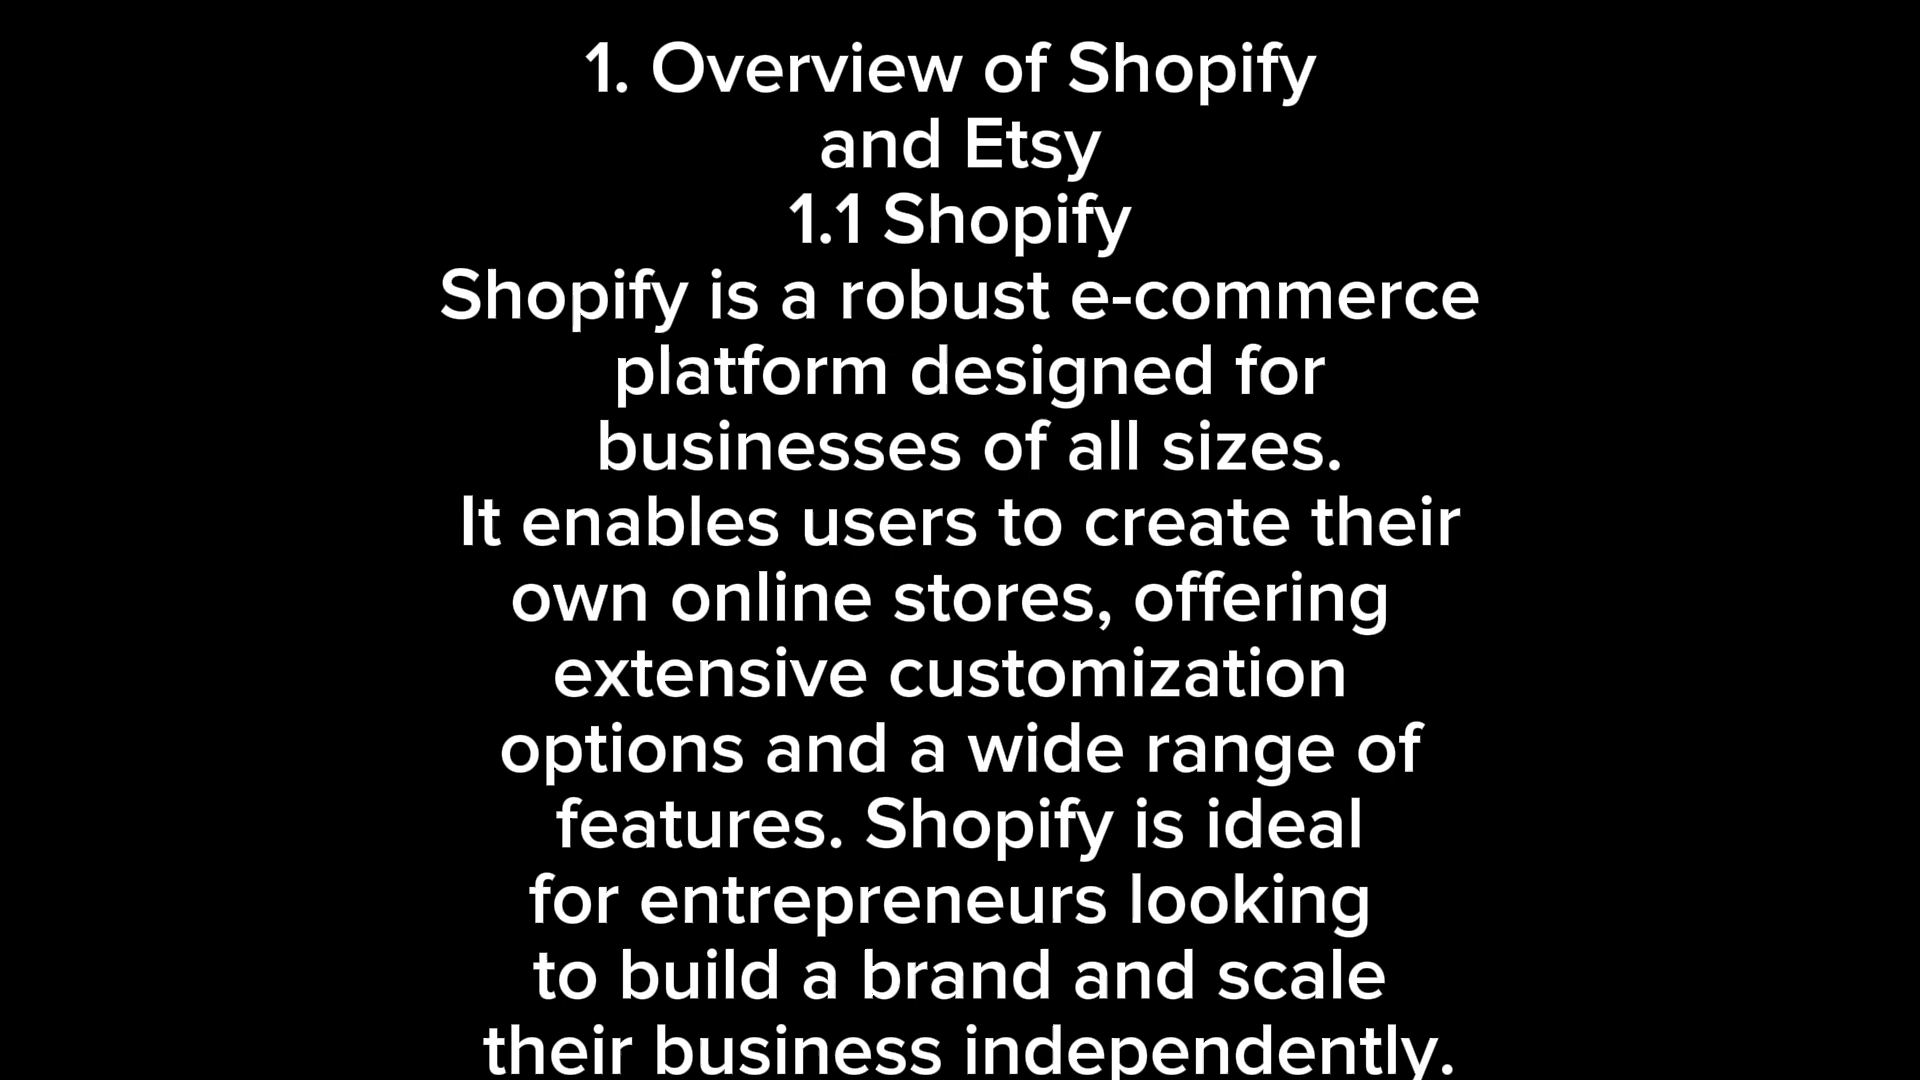 1. Overview of Shopify
and Etsy
1.1 Shopify
Shopify is a robust e-commerce
platform designed for
businesses of all sizes.
It enables users to create their
own online stores, offering
extensive customization
options and a wide range of
features. Shopify is ideal
for entrepreneurs looking
to build a brand and scale
their business independently.